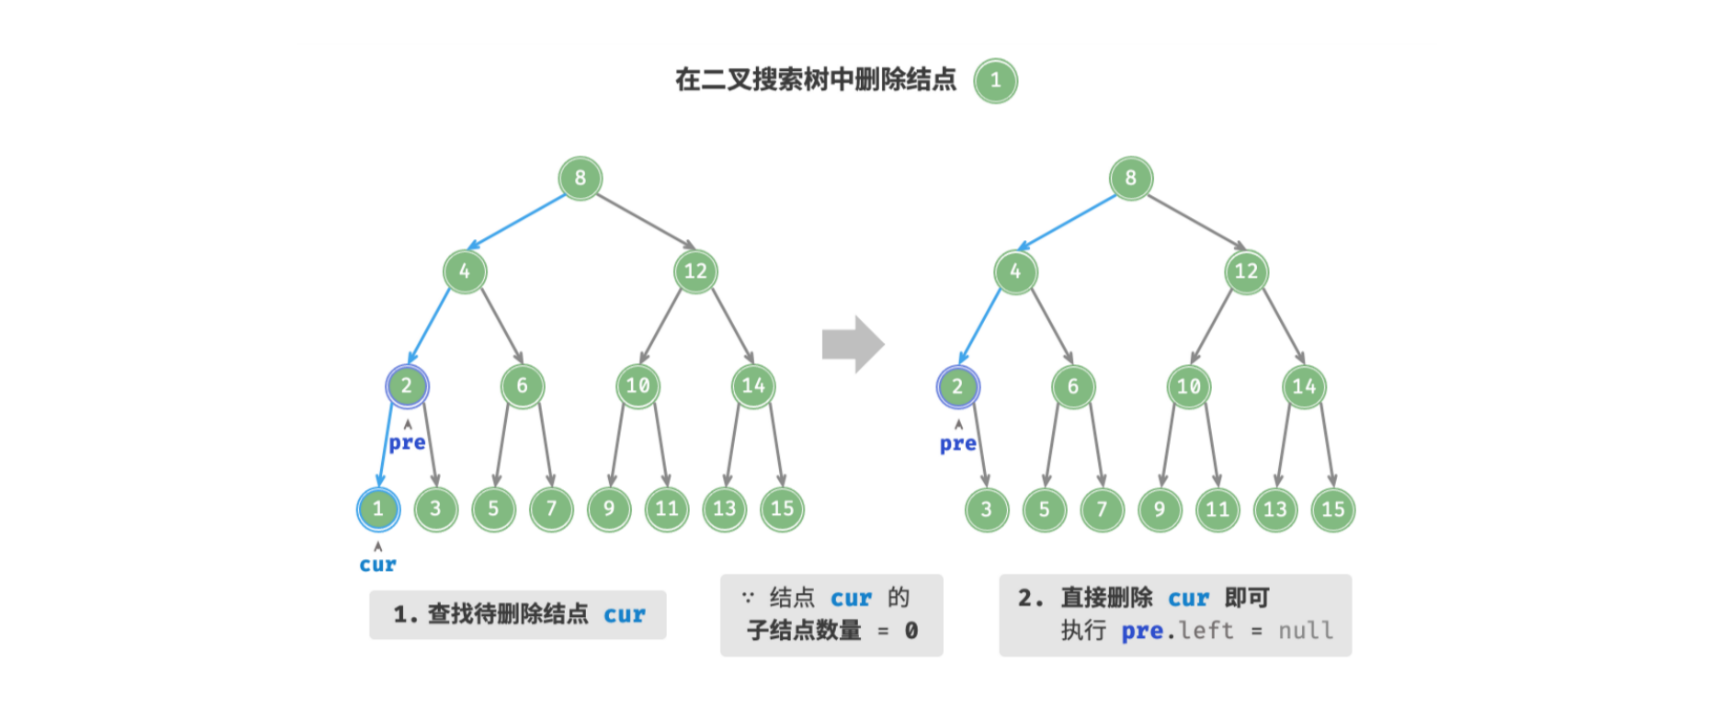 在二叉搜索树中删除结点 1
8
4 12
2 6 10 14
pre
1 3 5 7 9 11 13 15
cur
1. 查找待删除结点 cur
∵ 结点 cur 的
子结点数量 = 0
8
4 12
2 6 10 14
pre
3 5 7 9 11 13 15
2. 直接删除 cur 即可
执行 pre.left = null